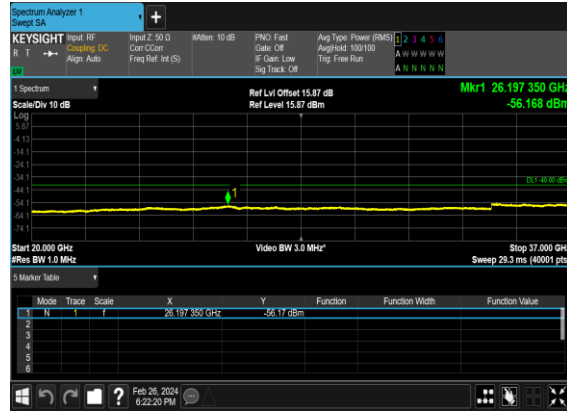 Spectrum Analyzer 1
Swept SA
+
KEYSIGHT Input: RF Input Z: 50 Ω #Atten: 10 dB PNO: Fast Avg Type: Power (RMS) 1 2 3 4 5 6
R T Coupling: DC Corr CCorr Gate: Off Avg|Hold: 100/100 A W W W W W
Align: Auto Freq Ref: Int (S) IF Gain: Low Trig: Free Run
Sig Track: Off A N N N N N
1 Spectrum Ref Lvl Offset 15.87 dB Mkr1 26.197 350 GHz
Scale/Div 10 dB Ref Level 15.87 dBm -56.168 dBm
Log
5.87
-4.13
-14.1
-24.1
-34.1
DL1 -40.00 dBm
-44.1
1
-54.1
-64.1
-74.1
Start 20.000 GHz Video BW 3.0 MHz* Stop 37.000 GHz
#Res BW 1.0 MHz Sweep 29.3 ms (40001 pts)
5 Marker Table
Mode Trace Scale X Y Function Function Width Function Value
1 N 1 f 26.197 350 GHz -56.17 dBm
2
3
4
5
6
? Feb 26, 2024
6:22:20 PM